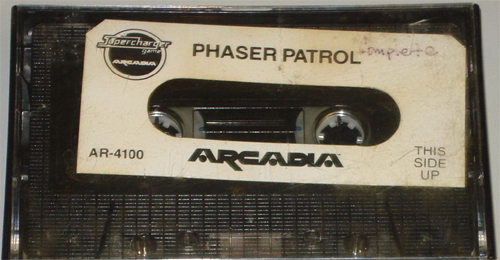 Supercharger
game
ARCADIA
PHASER PATROL
complete
AR-4100
ARCADIA
THIS
SIDE
UP